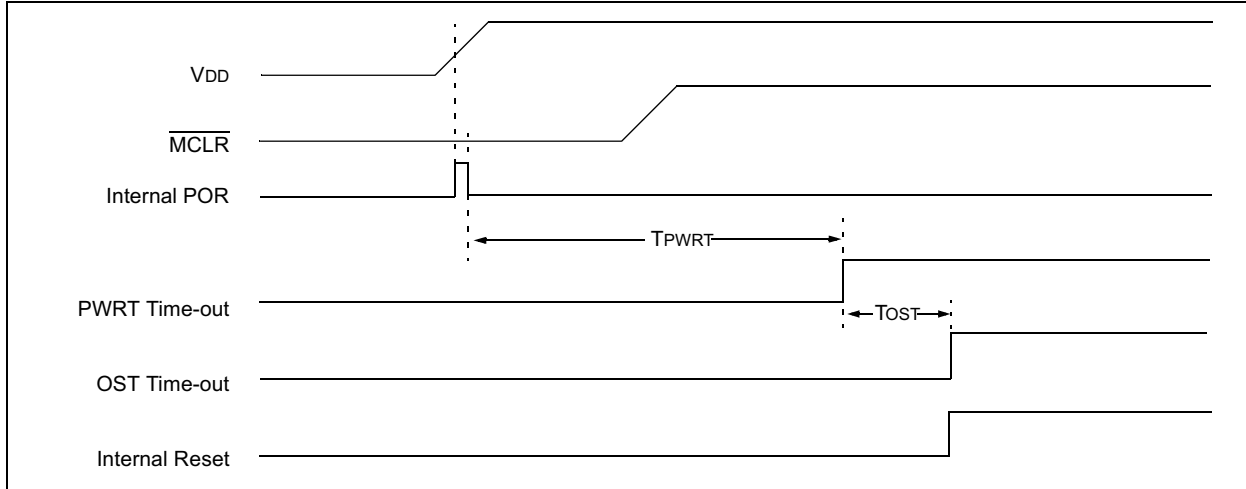 VDD
MCLR
Internal POR
TPWRT
PWRT Time-out
TOST
OST Time-out
Internal Reset